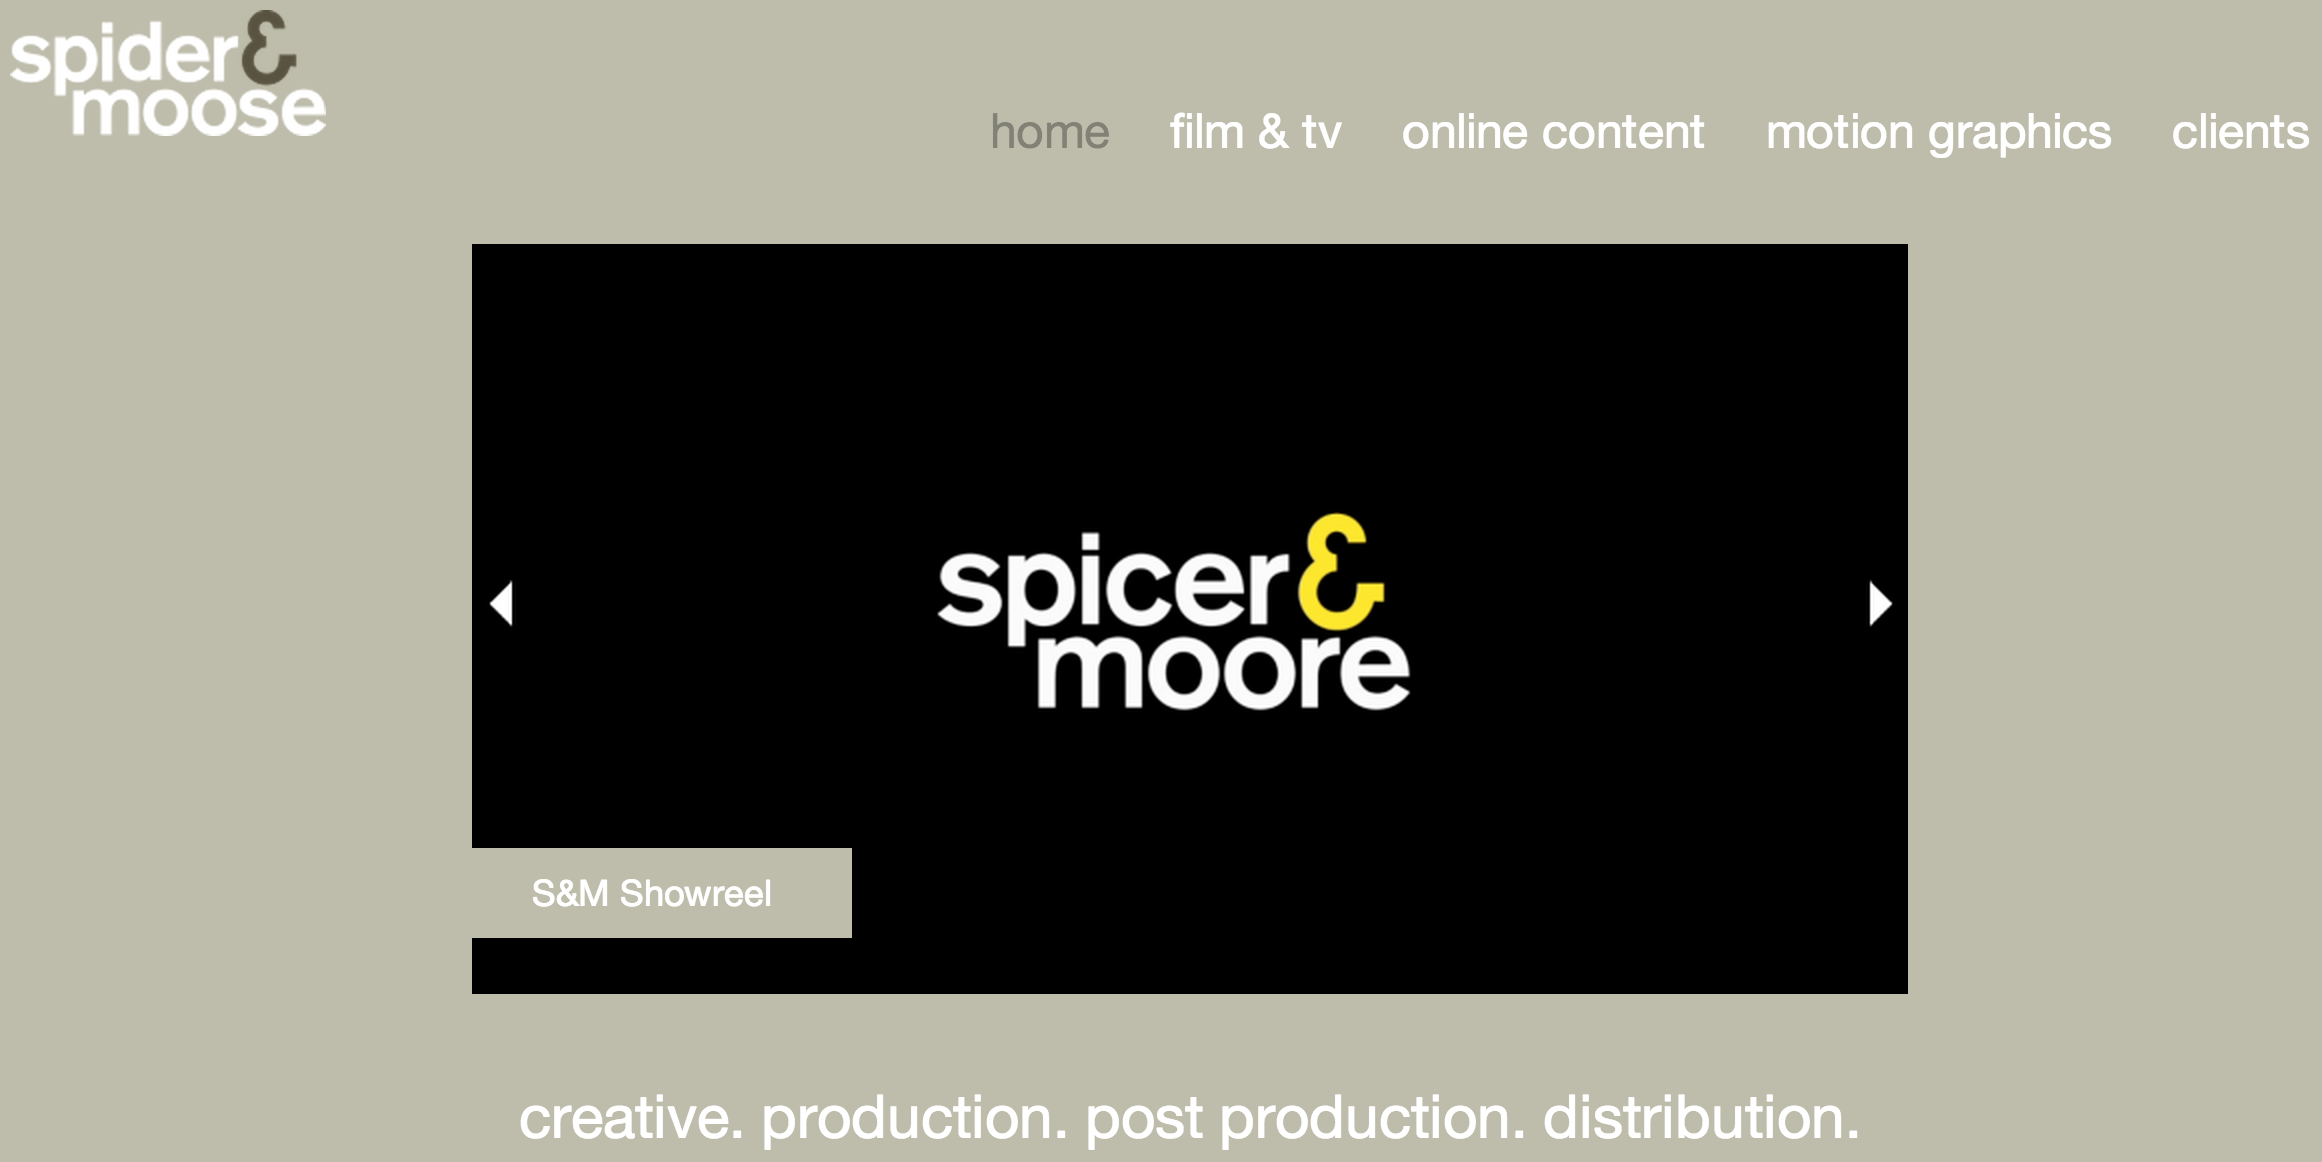 spider&
moose
home film & tv online content motion graphics clients
spicer&
moore
S&M Showreel
creative. production. post production. distribution.